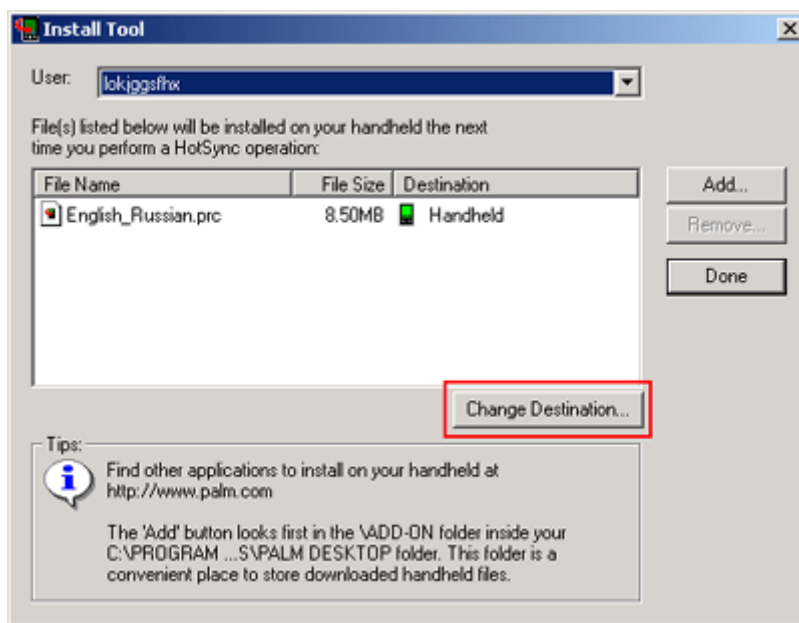 Install Tool
User: lokjggsfhx
File(s) listed below will be installed on your handheld the next
time you perform a HotSync operation:
File Name File Size Destination
English_Russian.prc 8.50MB Handheld
Add...
Remove...
Done
Change Destination...
Tips:
Find other applications to install on your handheld at
http://www.palm.com
The 'Add' button looks first in the \ADD-ON folder inside your
C:\PROGRAM ...S\PALM DESKTOP folder. This folder is a
convenient place to store downloaded handheld files.